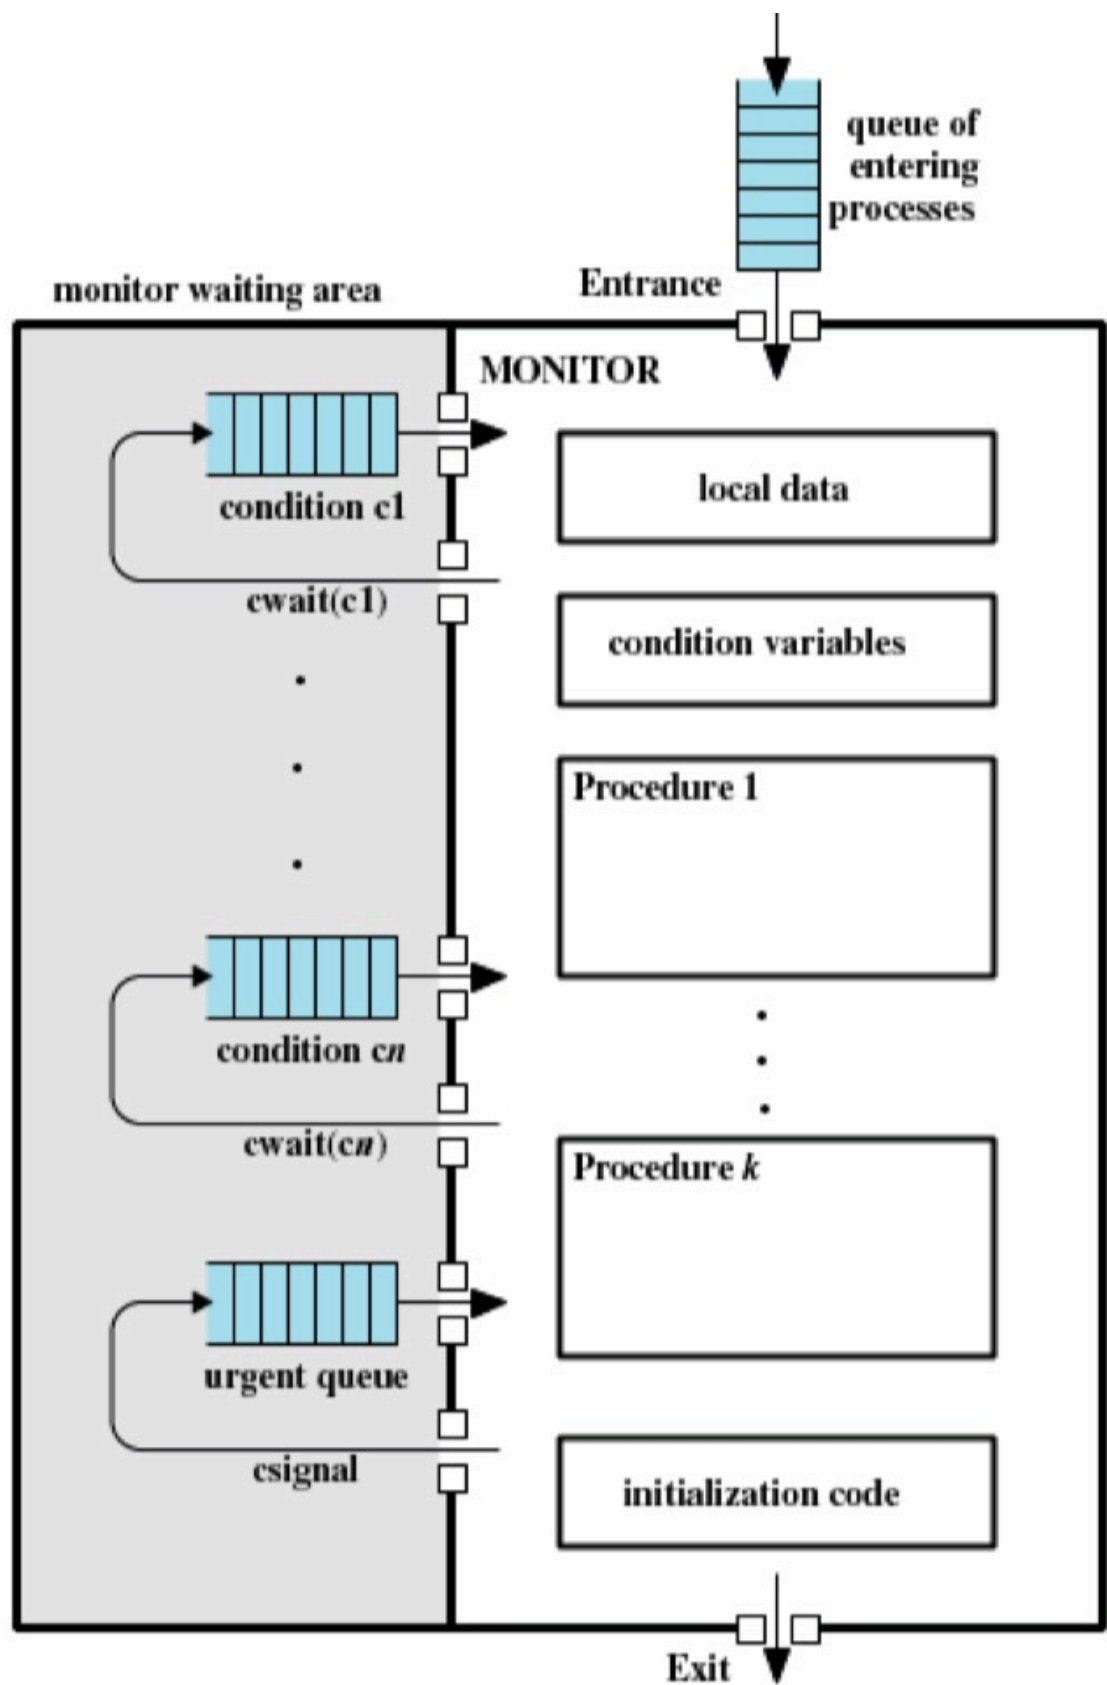 queue of
entering
processes
Entrance
monitor waiting area
MONITOR
condition c1
local data
cwait(c1)
condition variables
Procedure 1
condition cn
cwait(cn)
Procedure k
urgent queue
csignal
initialization code
Exit